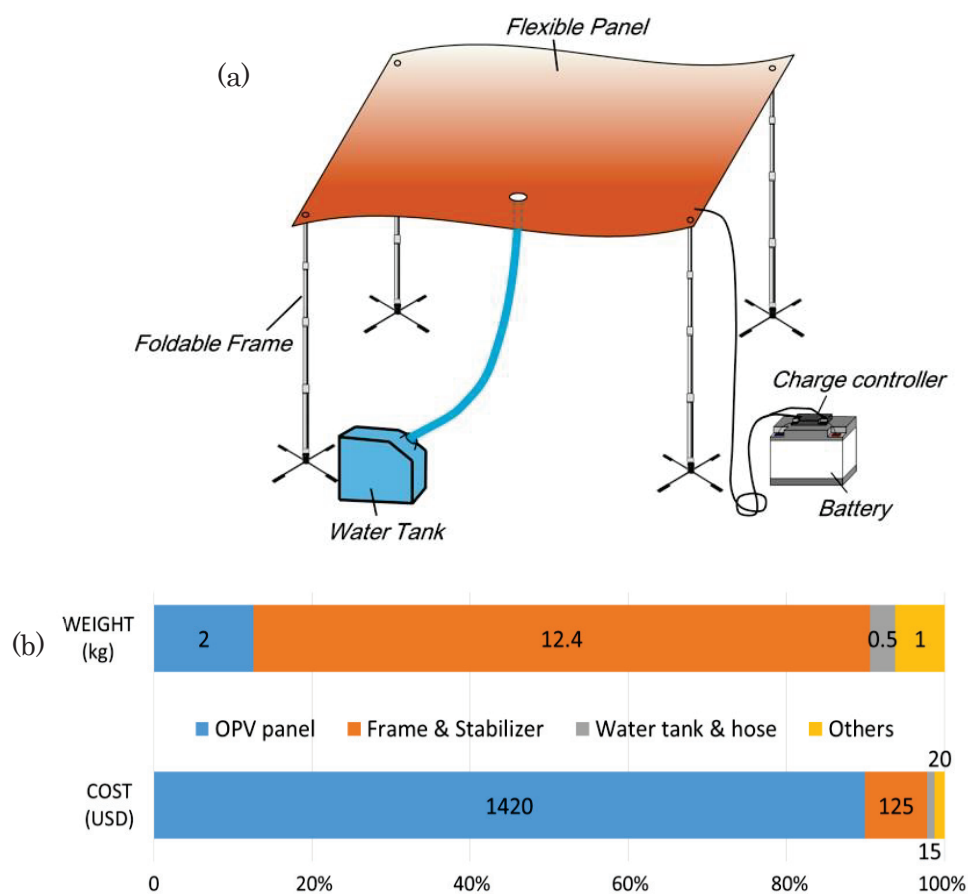 Flexible Panel
(a)
Foldable Frame
Charge controller
Battery
Water Tank
(b)
WEIGHT
(kg)
2
12.4
0.5
1
OPV panel
Frame & Stabilizer
Water tank & hose
Others
20
COST
(USD)
1420
125
15
0
20%
40%
60%
80%
100%